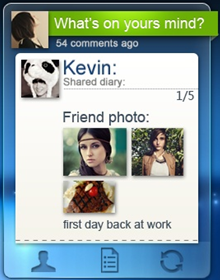 What's on yours mind?
54 comments ago
Kevin:
Shared diary:
1/5
Friend photo:
first day back at work